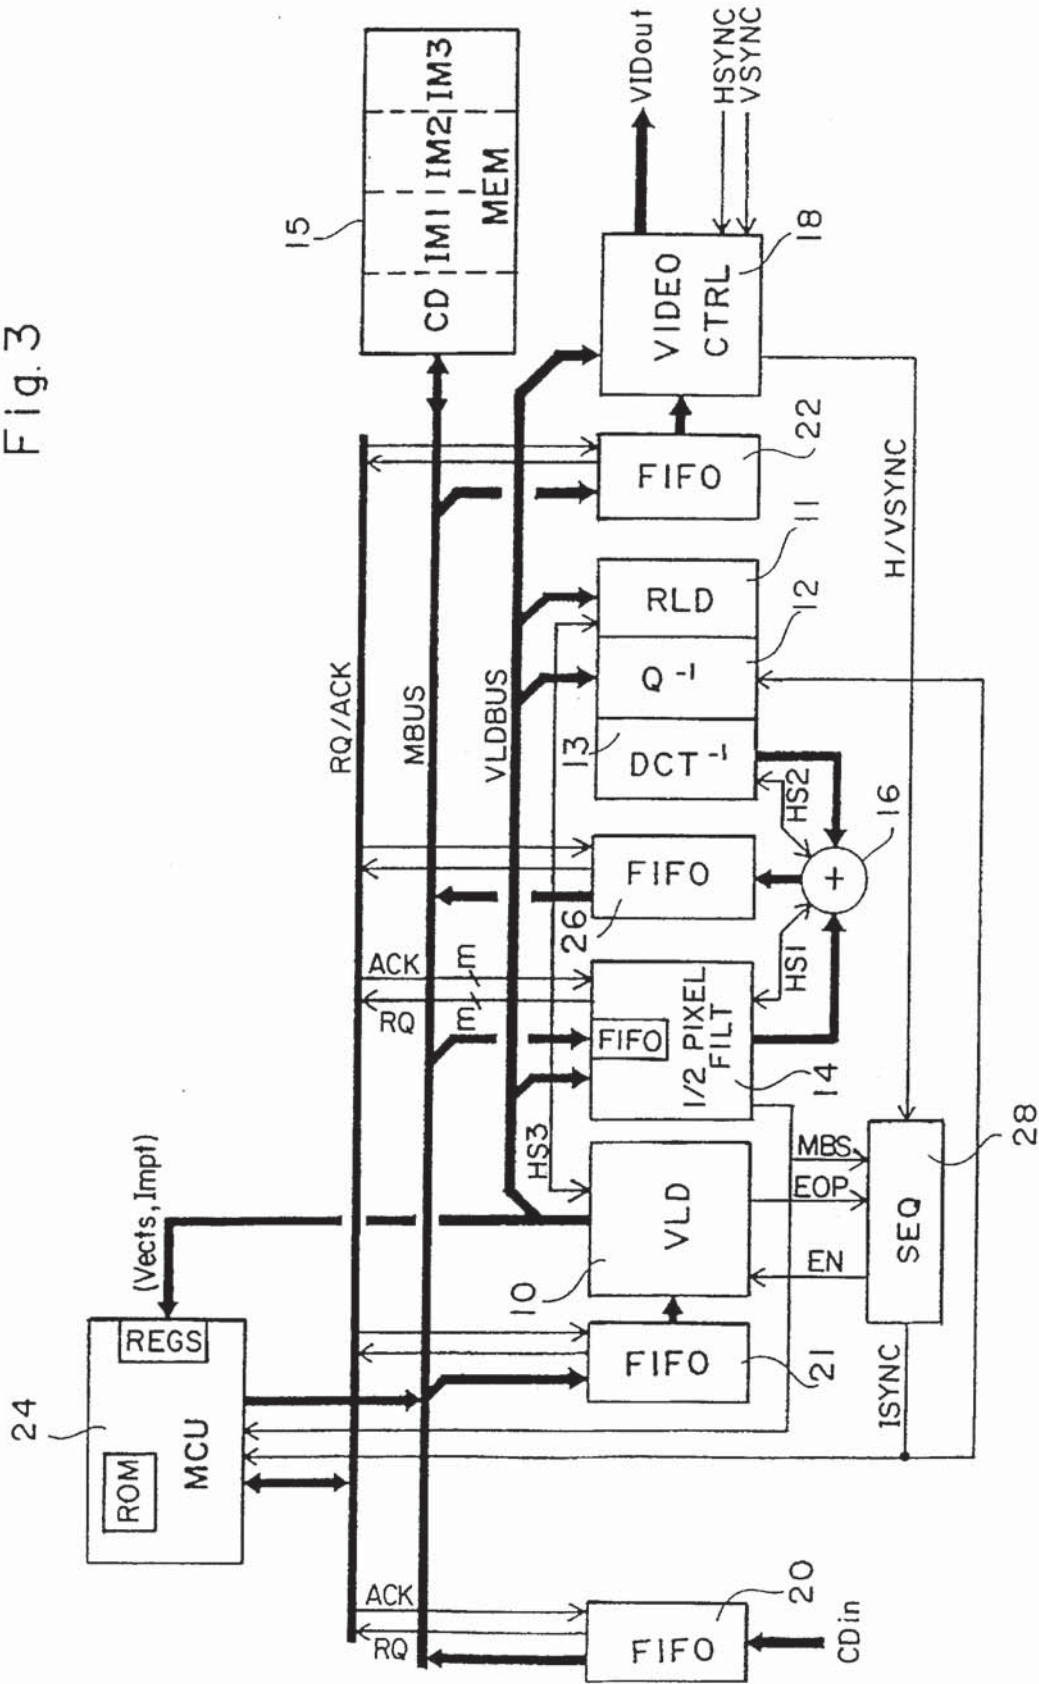 Fig. 3
15
CD IM1 IM2 IM3
MEM
24
MCU
ROM
REGS
(Vects, Impt)
RQ/ACK
MBUS
VLDBUS
ACK
RQ
FIFO
20
CDin
FIFO
21
VLD
10
HS3
ACK
RQ
m
m
FIFO
1/2 PIXEL
FILT
14
FIFO
26
HS1
HS2
+
16
DCT⁻¹
13
Q⁻¹
12
RLD
11
FIFO
22
VIDEO
CTRL
18
VIDout
HSYNC
VSYNC
H/VSYNC
MBS
EOP
EN
SEQ
28
ISYNC